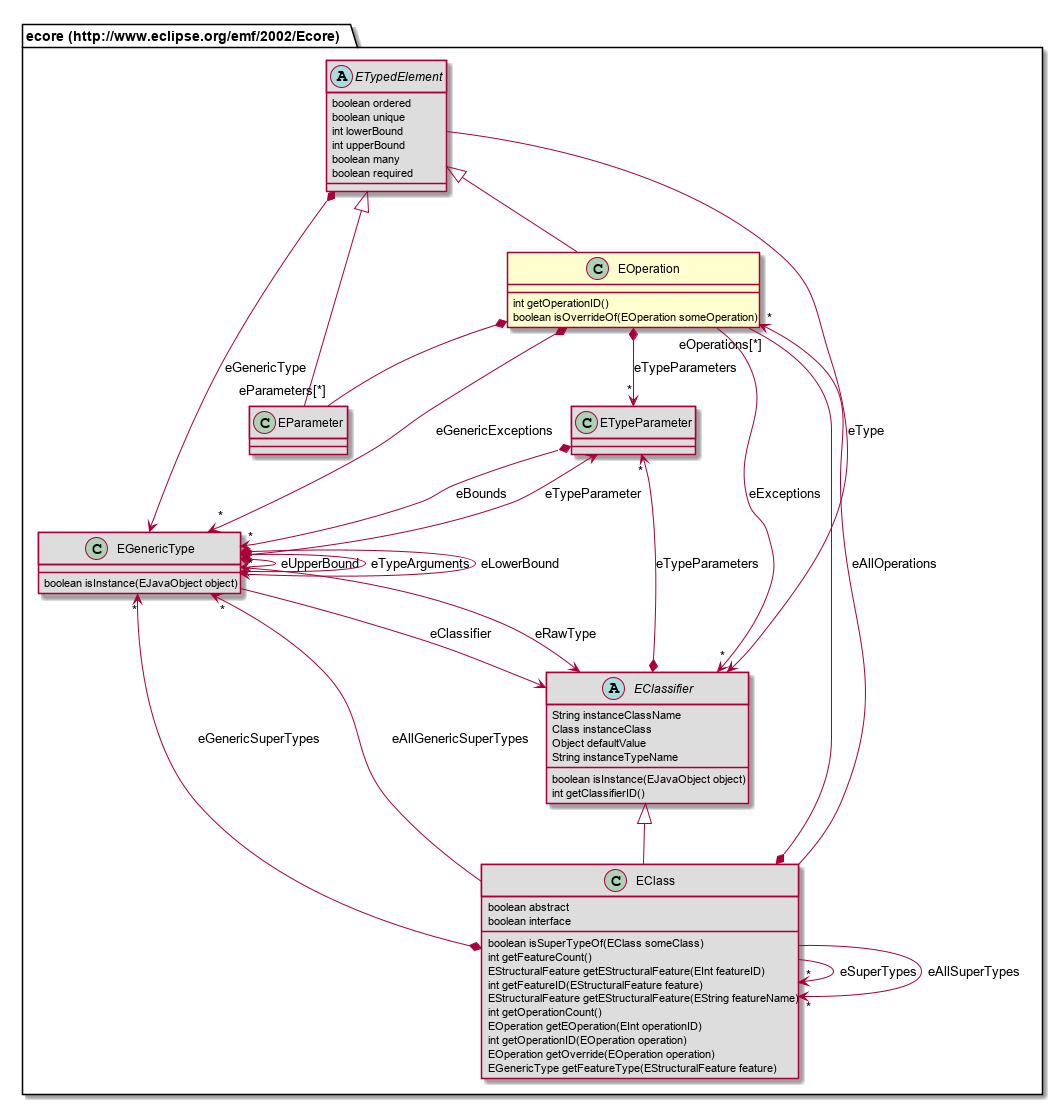 ecore (http://www.eclipse.org/emf/2002/Ecore)
A ETypedElement
boolean ordered
boolean unique
int lowerBound
int upperBound
boolean many
boolean required
C EOperation
int getOperationID()
boolean isOverrideOf(EOperation someOperation)
*
eOperations[*]
eGenericType
eTypeParameters
eParameters[*]
*
C EParameter
C ETypeParameter
eGenericExceptions
eType
eBounds
eTypeParameter
eExceptions
*
*
C EGenericType
boolean isInstance(EJavaObject object)
eUpperBound
eTypeArguments
eLowerBound
eTypeParameters
*
eAllOperations
*
*
eClassifier
eRawType
*
A EClassifier
String instanceClassName
Class instanceClass
Object defaultValue
String instanceTypeName
boolean isInstance(EJavaObject object)
int getClassifierID()
eGenericSuperTypes
eAllGenericSuperTypes
C EClass
boolean abstract
boolean interface
boolean isSuperTypeOf(EClass someClass)
int getFeatureCount()
EStructuralFeature getEStructuralFeature(EInt featureID)
int getFeatureID(EStructuralFeature feature)
EStructuralFeature getEStructuralFeature(EString featureName)
int getOperationCount()
EOperation getEOperation(EInt operationID)
int getOperationID(EOperation operation)
EOperation getOverride(EOperation operation)
EGenericType getFeatureType(EStructuralFeature feature)
*
eSuperTypes
eAllSuperTypes
*